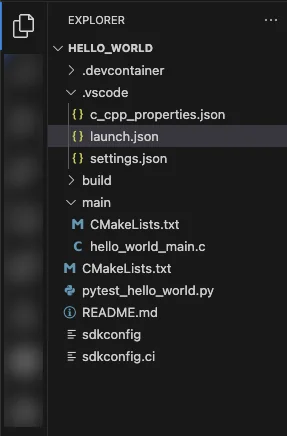 EXPLORER
HELLO_WORLD
.devcontainer
.vscode
c_cpp_properties.json
launch.json
settings.json
build
main
CMakeLists.txt
hello_world_main.c
CMakeLists.txt
pytest_hello_world.py
README.md
sdkconfig
sdkconfig.ci